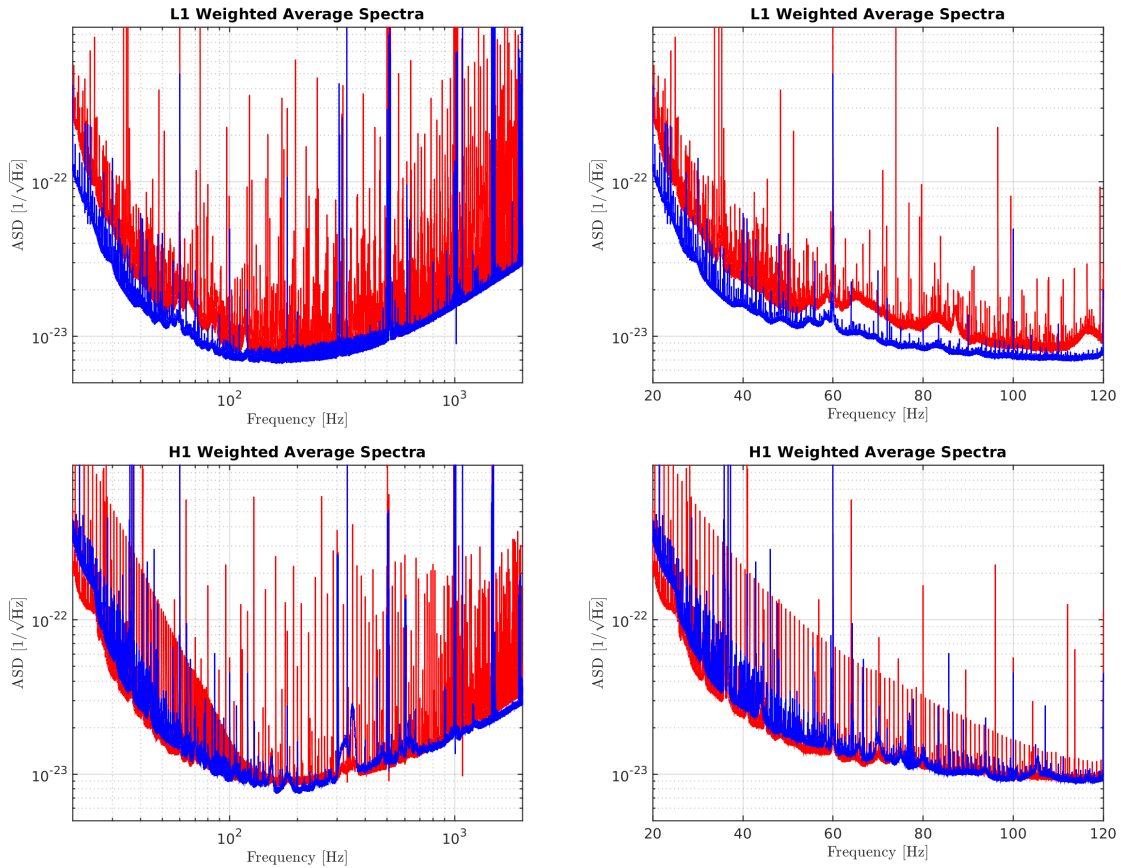 L1 Weighted Average Spectra
ASD [1/√Hz]
10^-22
10^-23
10^2
10^3
Frequency [Hz]
L1 Weighted Average Spectra
ASD [1/√Hz]
10^-22
10^-23
20 40 60 80 100 120
Frequency [Hz]
H1 Weighted Average Spectra
ASD [1/√Hz]
10^-22
10^-23
10^2
10^3
Frequency [Hz]
H1 Weighted Average Spectra
ASD [1/√Hz]
10^-22
10^-23
20 40 60 80 100 120
Frequency [Hz]